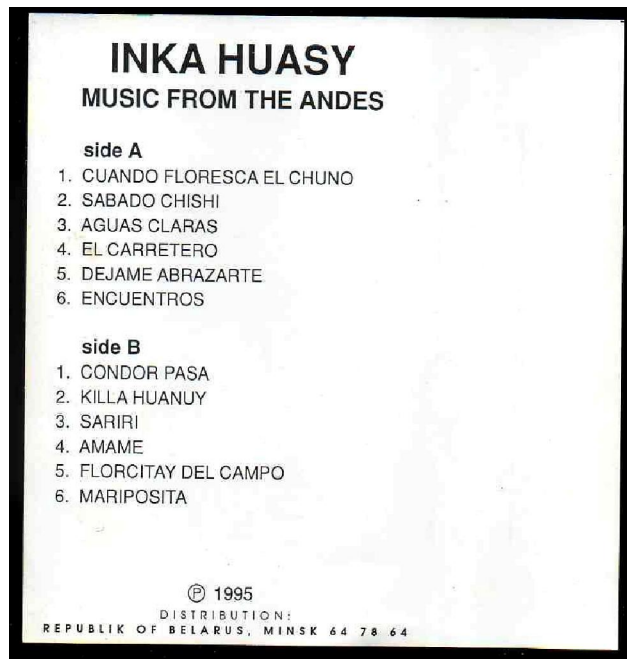 INKA HUASY
MUSIC FROM THE ANDES
side A
1. CUANDO FLORESCA EL CHUNO
2. SABADO CHISHI
3. AGUAS CLARAS
4. EL CARRETERO
5. DEJAME ABRAZARTE
6. ENCUENTROS
side B
1. CONDOR PASA
2. KILLA HUANUY
3. SARIRI
4. AMAME
5. FLORCITAY DEL CAMPO
6. MARIPOSITA
℗ 1995
DISTRIBUTION:
REPUBLIK OF BELARUS, MINSK 64 78 64